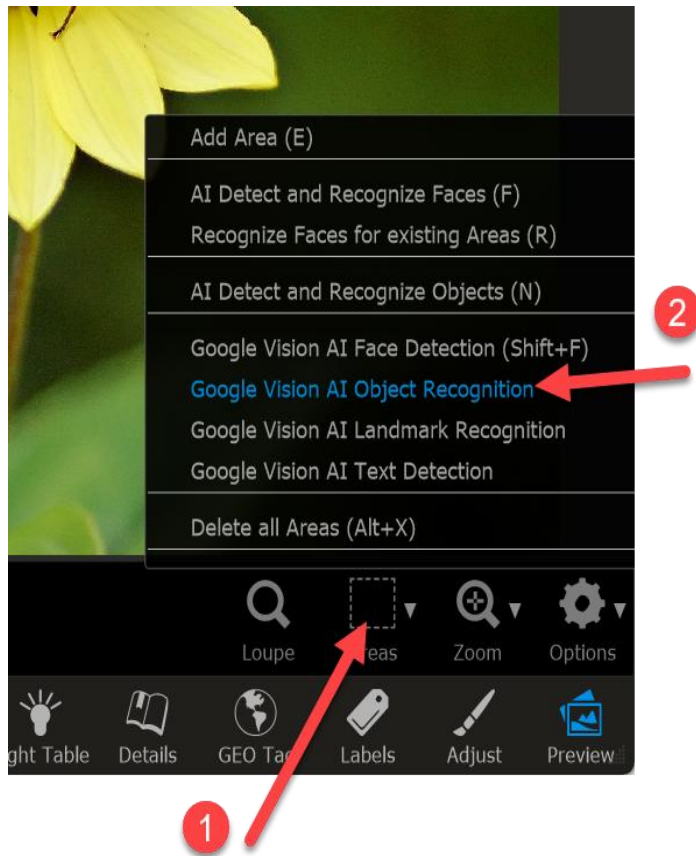 Add Area (E)
AI Detect and Recognize Faces (F)
Recognize Faces for existing Areas (R)
AI Detect and Recognize Objects (N)
2
Google Vision AI Face Detection (Shift+F)
Google Vision AI Object Recognition
Google Vision AI Landmark Recognition
Google Vision AI Text Detection
Delete all Areas (Alt+X)
Loupe reas Zoom Options
ght Table Details GEO Ta Labels Adjust Preview
1